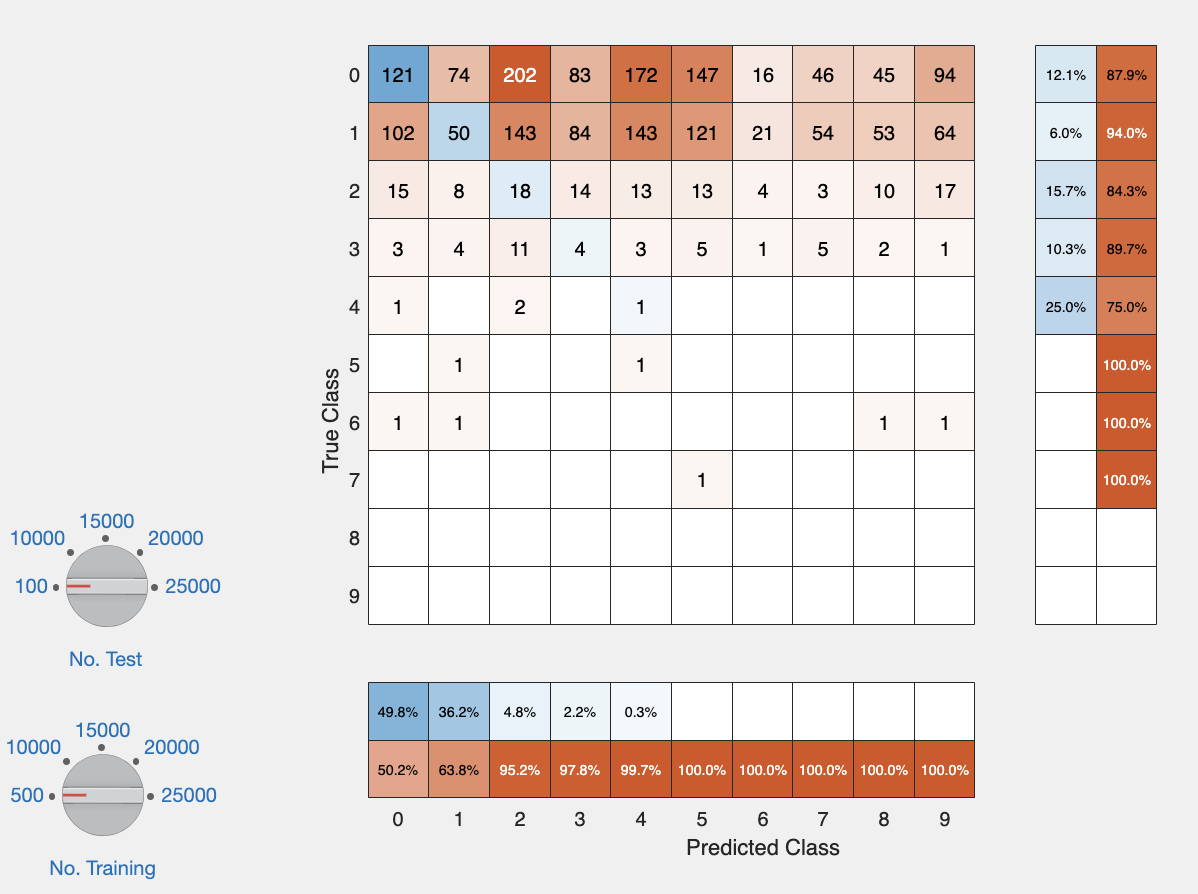 0 121 74 202 83 172 147 16 46 45 94 12.1% 87.9%
1 102 50 143 84 143 121 21 54 53 64 6.0% 94.0%
2 15 8 18 14 13 13 4 3 10 17 15.7% 84.3%
3 3 4 11 4 3 5 1 5 2 1 10.3% 89.7%
4 1 2 1 25.0% 75.0%
5 1 1 100.0%
6 1 1 1 1 100.0%
7 1 100.0%
8
9
True Class
15000
10000 20000
100 25000
No. Test
49.8% 36.2% 4.8% 2.2% 0.3%
50.2% 63.8% 95.2% 97.8% 99.7% 100.0% 100.0% 100.0% 100.0% 100.0%
0 1 2 3 4 5 6 7 8 9
Predicted Class
15000
10000 20000
500 25000
No. Training